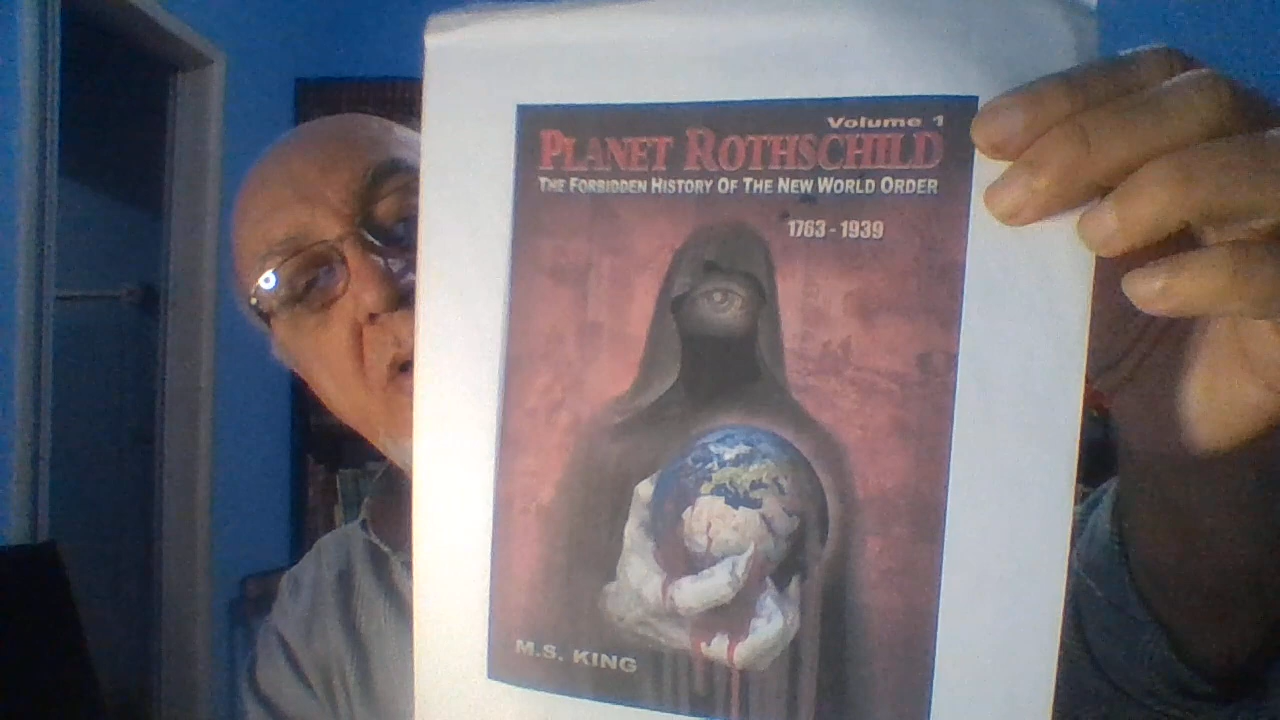 Volume 1
PLANET ROTHSCHILD
THE FORBIDDEN HISTORY OF THE NEW WORLD ORDER
1763 - 1939
M.S. KING